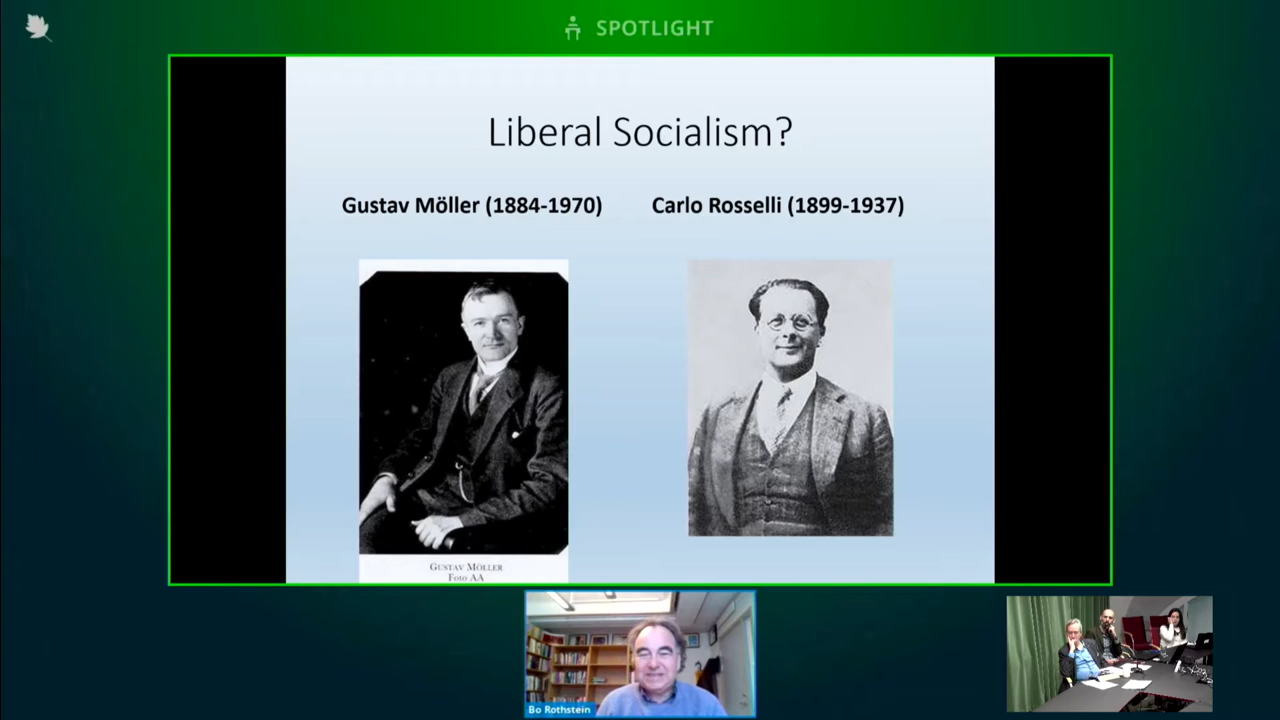 SPOTLIGHT
Liberal Socialism?
Gustav Möller (1884-1970)
Carlo Rosselli (1899-1937)
GUSTAV MÖLLER
FOTO AA
Bo Rothstein